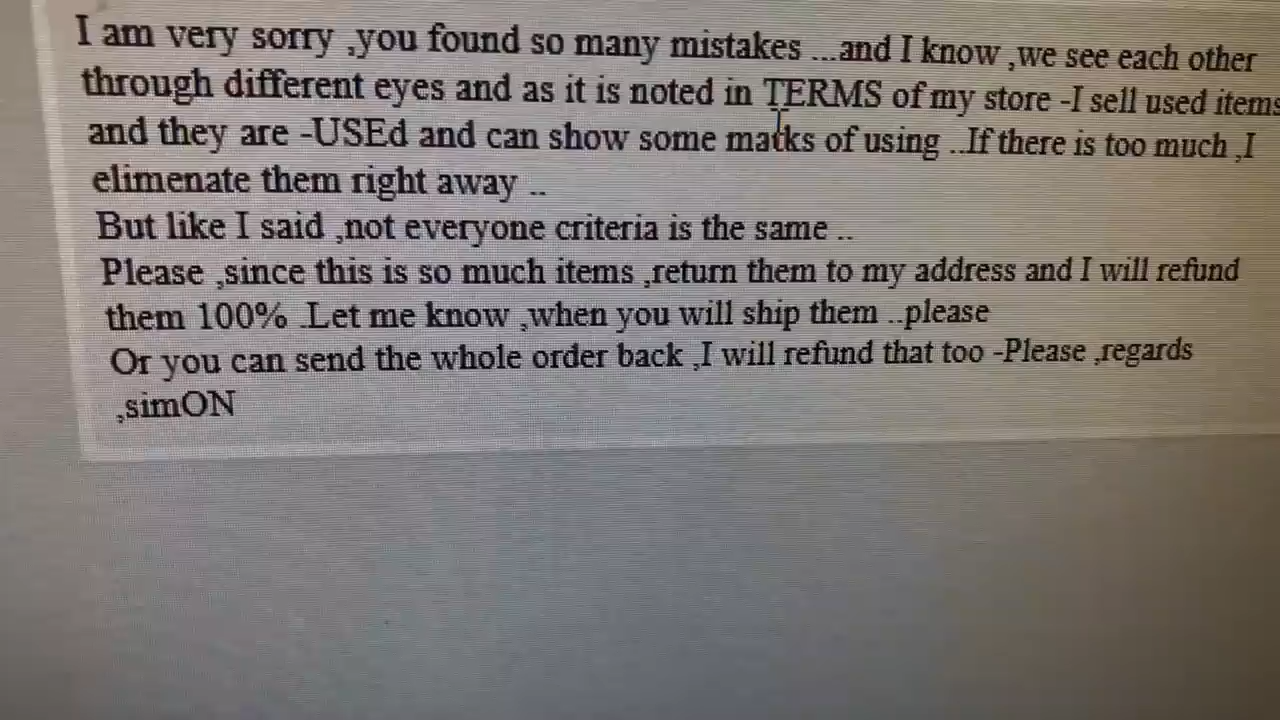 I am very sorry ,you found so many mistakes ...and I know ,we see each other
through different eyes and as it is noted in TERMS of my store -I sell used items
and they are -USEd and can show some marks of using ..If there is too much ,I
elimenate them right away ..
But like I said ,not everyone criteria is the same ..
Please ,since this is so much items ,return them to my address and I will refund
them 100% .Let me know ,when you will ship them ..please
Or you can send the whole order back ,I will refund that too -Please ,regards
,simON